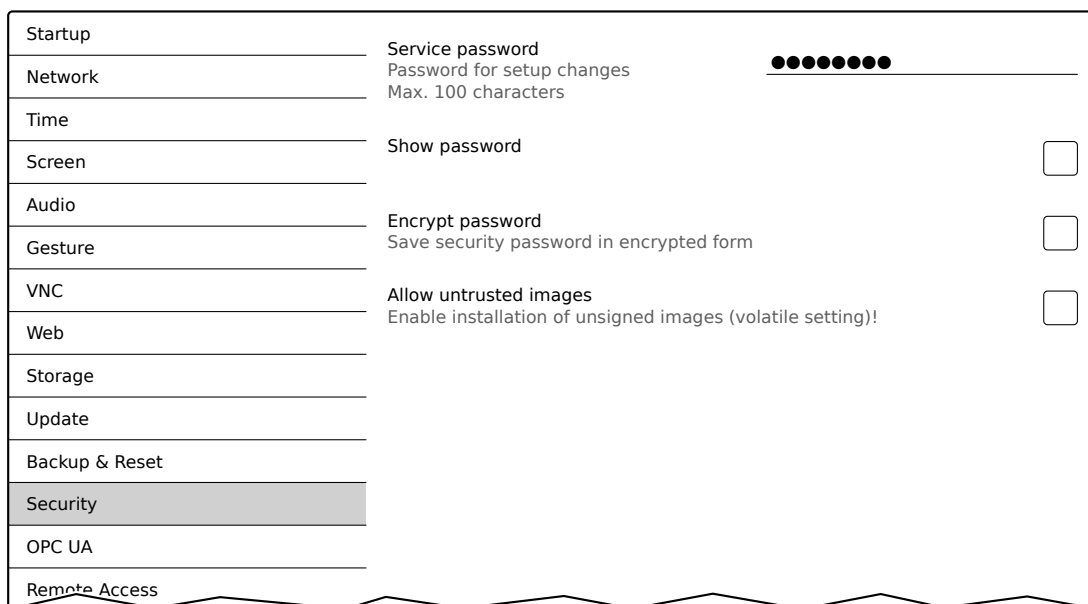 Startup
Network
Time
Screen
Audio
Gesture
VNC
Web
Storage
Update
Backup & Reset
Security
OPC UA
Remote Access
Service password
Password for setup changes
Max. 100 characters
●●●●●●●●
Show password
Encrypt password
Save security password in encrypted form
Allow untrusted images
Enable installation of unsigned images (volatile setting)!